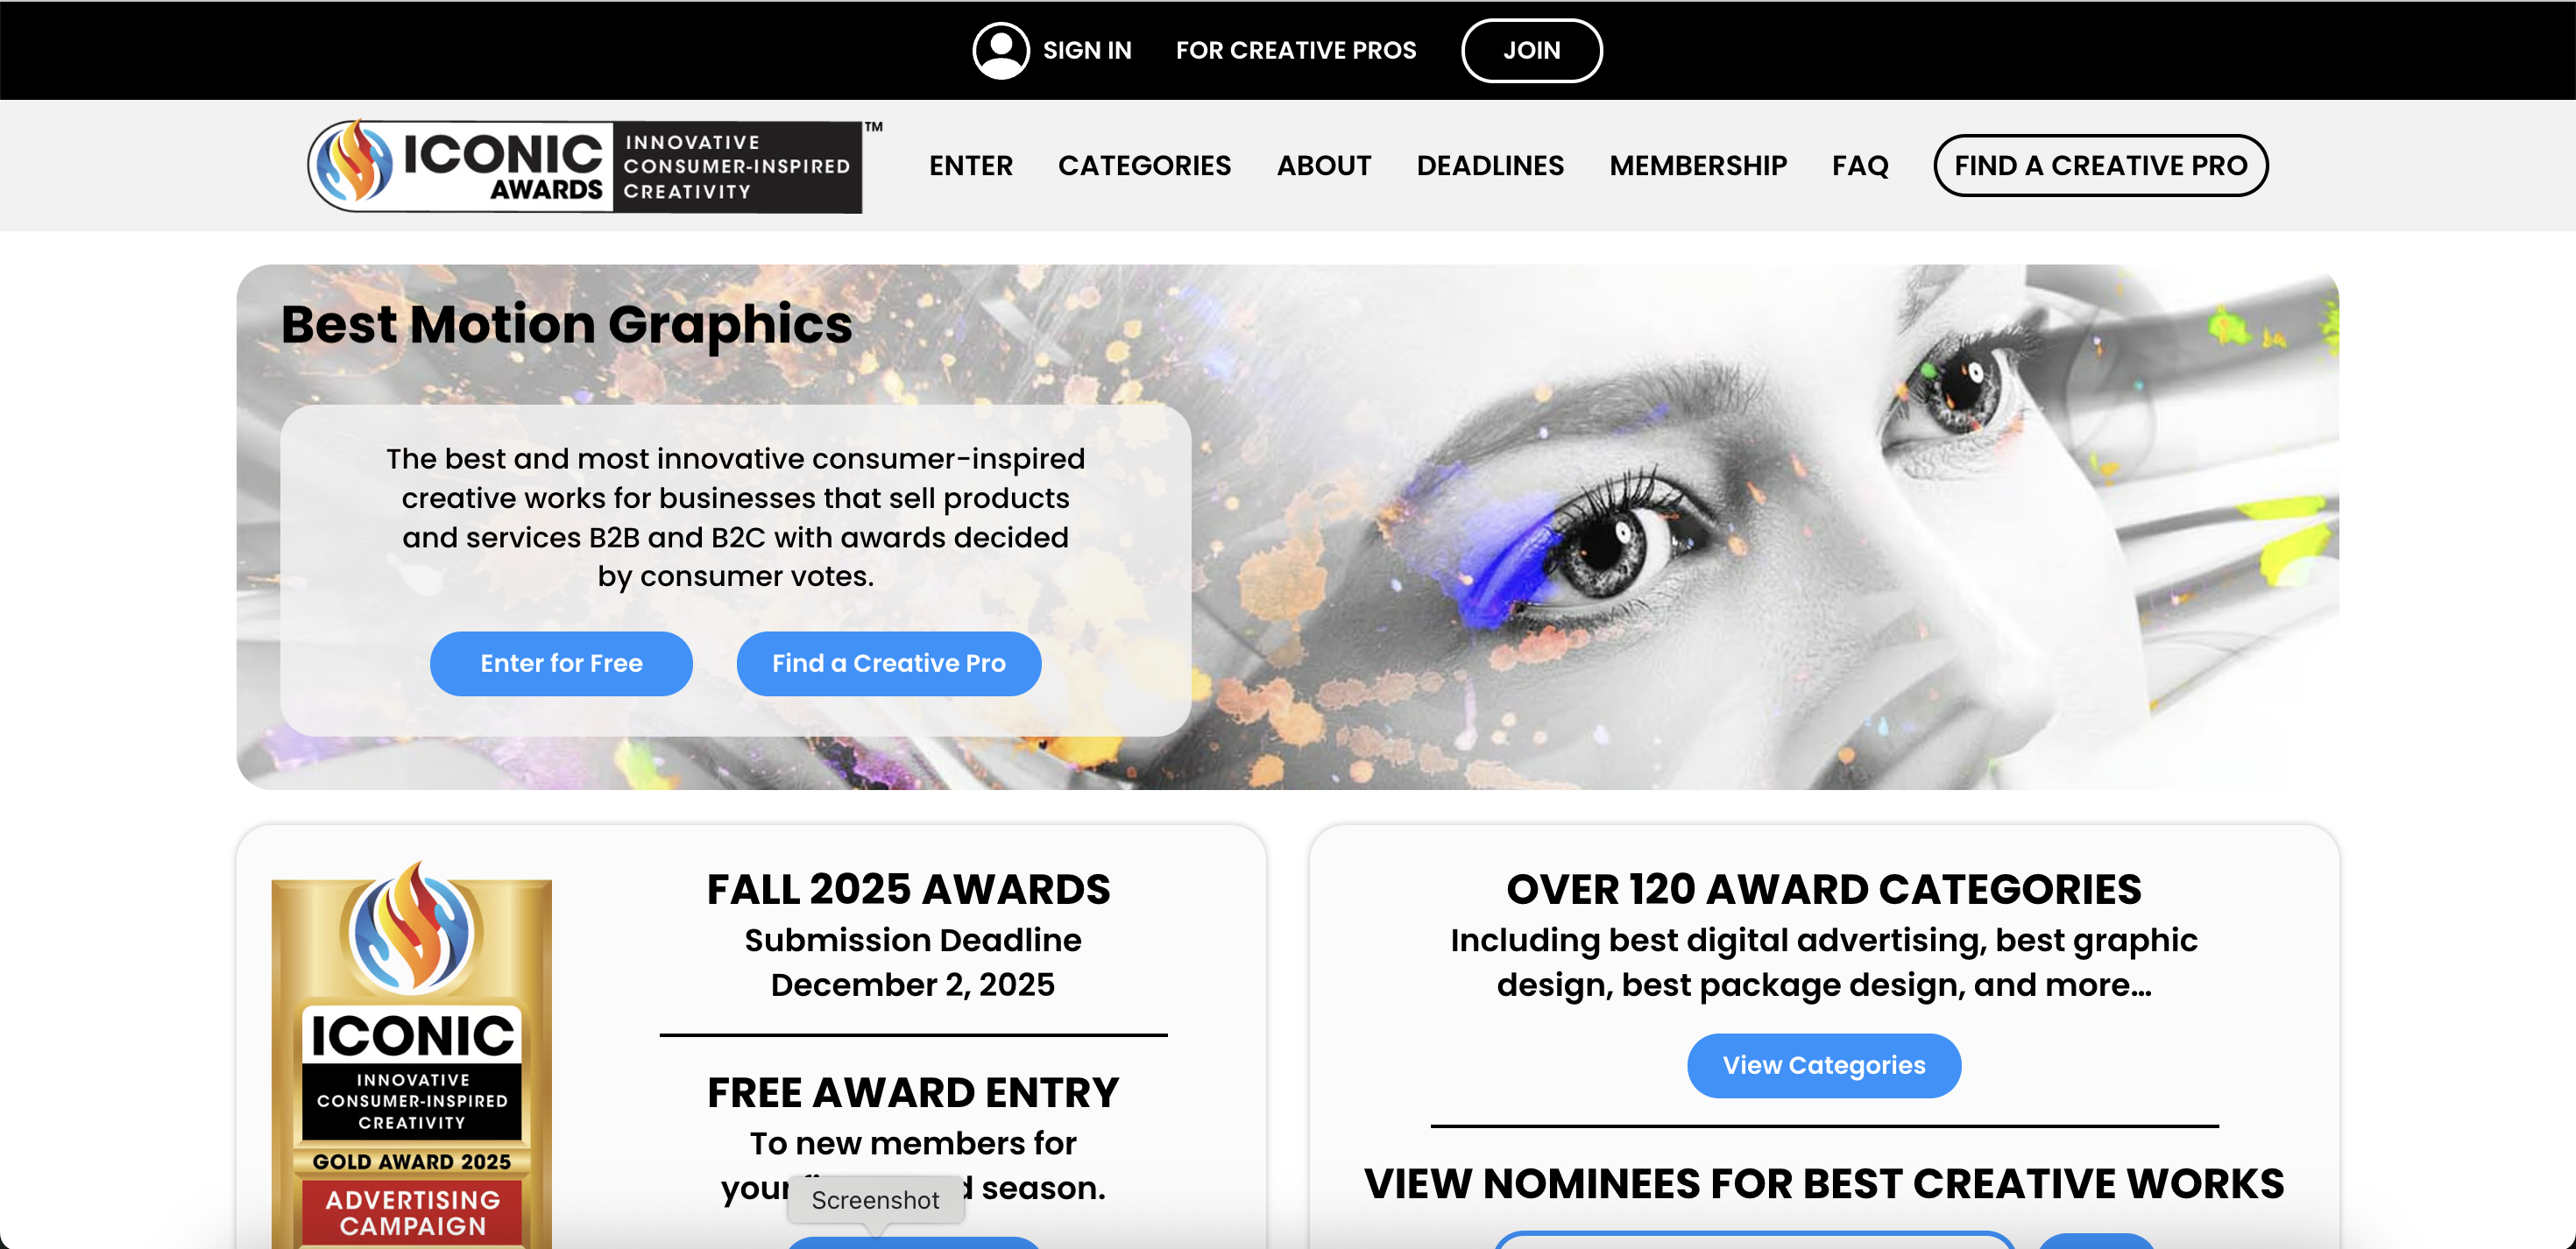 SIGN IN
FOR CREATIVE PROS
JOIN
ICONIC
AWARDS
INNOVATIVE
CONSUMER-INSPIRED
CREATIVITY
TM
ENTER
CATEGORIES
ABOUT
DEADLINES
MEMBERSHIP
FAQ
FIND A CREATIVE PRO
Best Motion Graphics
The best and most innovative consumer-inspired
creative works for businesses that sell products
and services B2B and B2C with awards decided
by consumer votes.
Enter for Free
Find a Creative Pro
ICONIC
INNOVATIVE
CONSUMER-INSPIRED
CREATIVITY
GOLD AWARD 2025
ADVERTISING
CAMPAIGN
FALL 2025 AWARDS
Submission Deadline
December 2, 2025
FREE AWARD ENTRY
To new members for
your season.
Screenshot
OVER 120 AWARD CATEGORIES
Including best digital advertising, best graphic
design, best package design, and more...
View Categories
VIEW NOMINEES FOR BEST CREATIVE WORKS